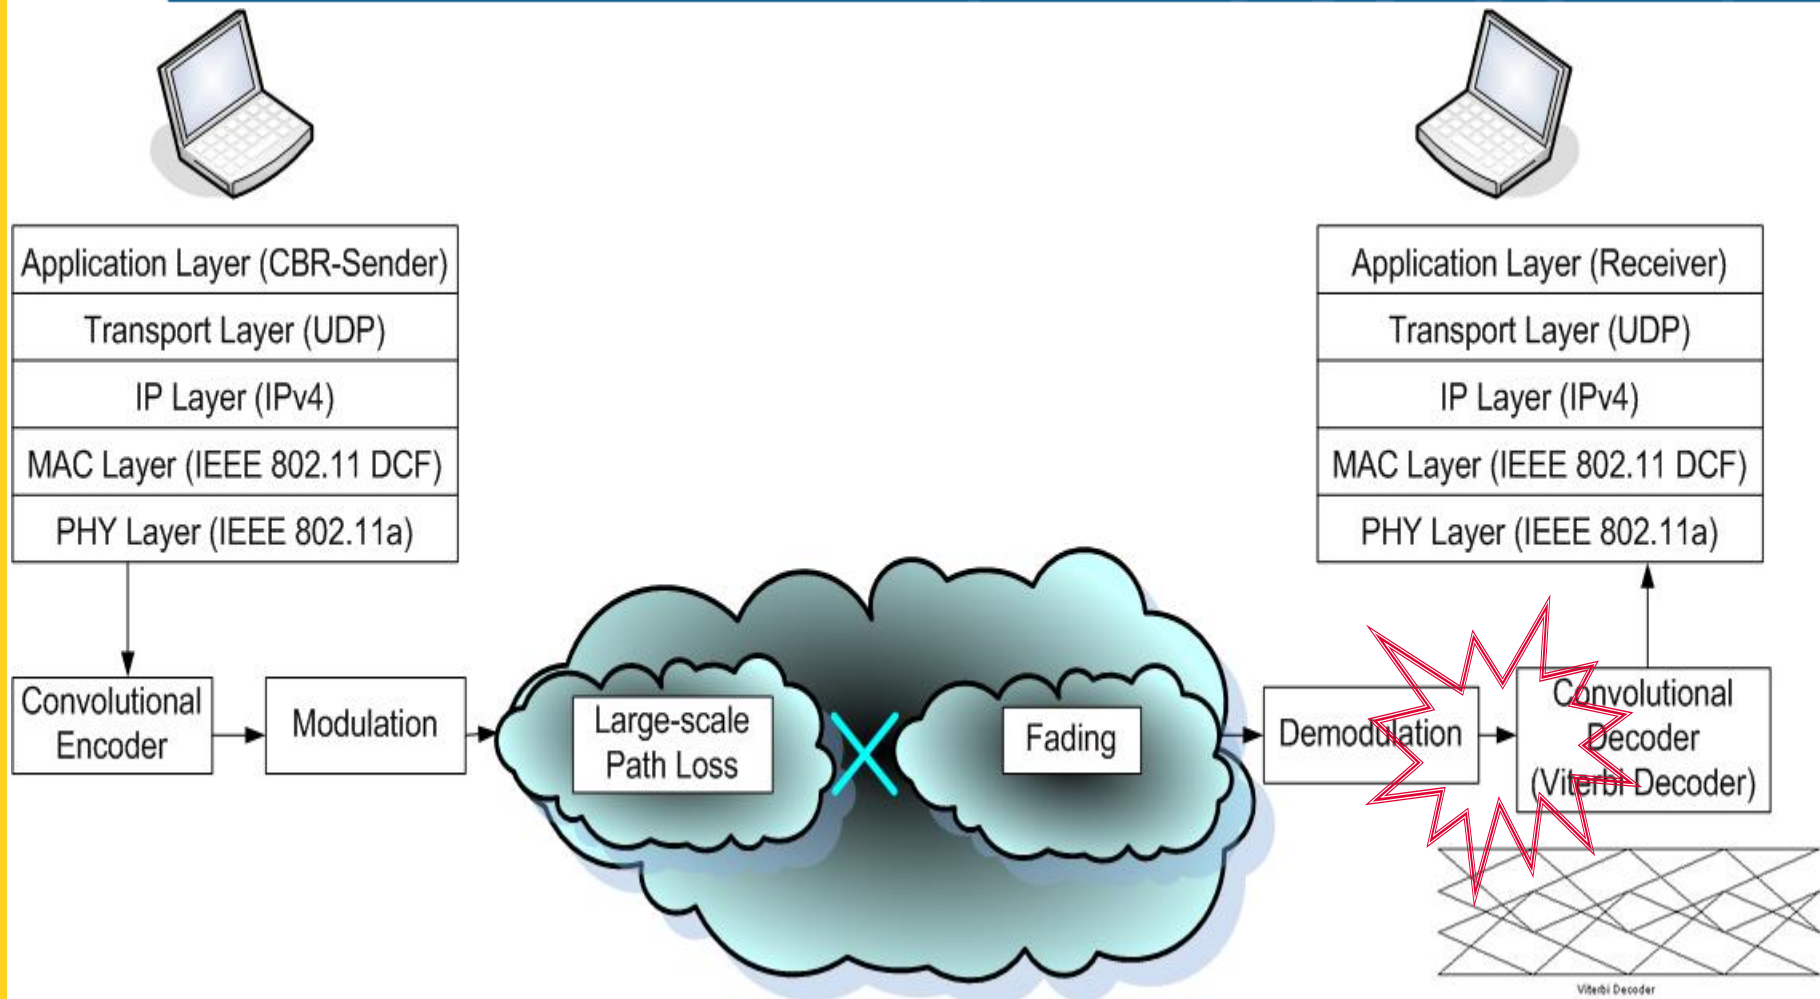 Application Layer (CBR-Sender)
Transport Layer (UDP)
IP Layer (IPv4)
MAC Layer (IEEE 802.11 DCF)
PHY Layer (IEEE 802.11a)
Application Layer (Receiver)
Transport Layer (UDP)
IP Layer (IPv4)
MAC Layer (IEEE 802.11 DCF)
PHY Layer (IEEE 802.11a)
Convolutional
Encoder
Modulation
Large-scale
Path Loss
Fading
Demodulation
Convolutional
Decoder
(Viterbi Decoder)
Viterbi Decoder